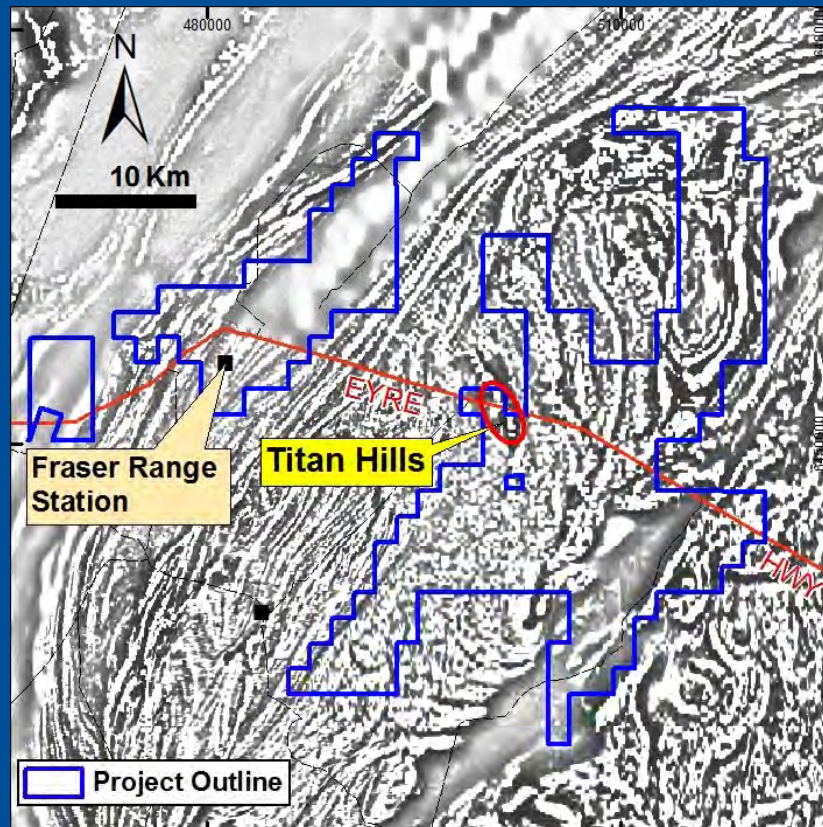 480000
510000
N
10 Km
EYRE
Titan Hills
Fraser Range
Station
HWY
Project Outline